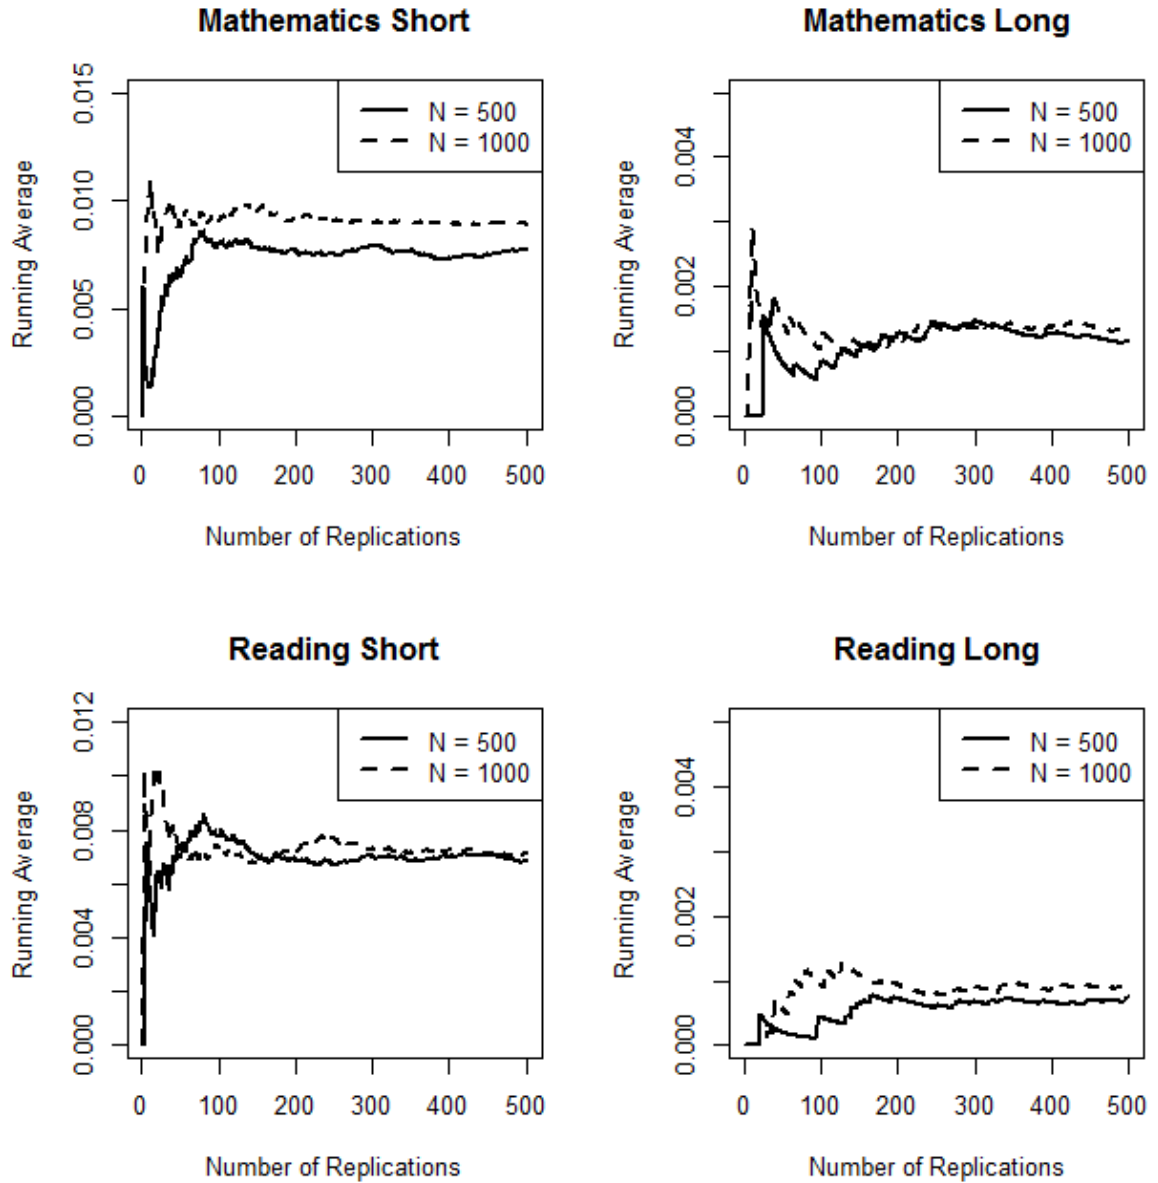 Mathematics Short
Running Average
0.000 0.005 0.010 0.015
N = 500
N = 1000
0 100 200 300 400 500
Number of Replications
Mathematics Long
Running Average
0.000 0.002 0.004
N = 500
N = 1000
0 100 200 300 400 500
Number of Replications
Reading Short
Running Average
0.000 0.004 0.008 0.012
N = 500
N = 1000
0 100 200 300 400 500
Number of Replications
Reading Long
Running Average
0.000 0.002 0.004
N = 500
N = 1000
0 100 200 300 400 500
Number of Replications